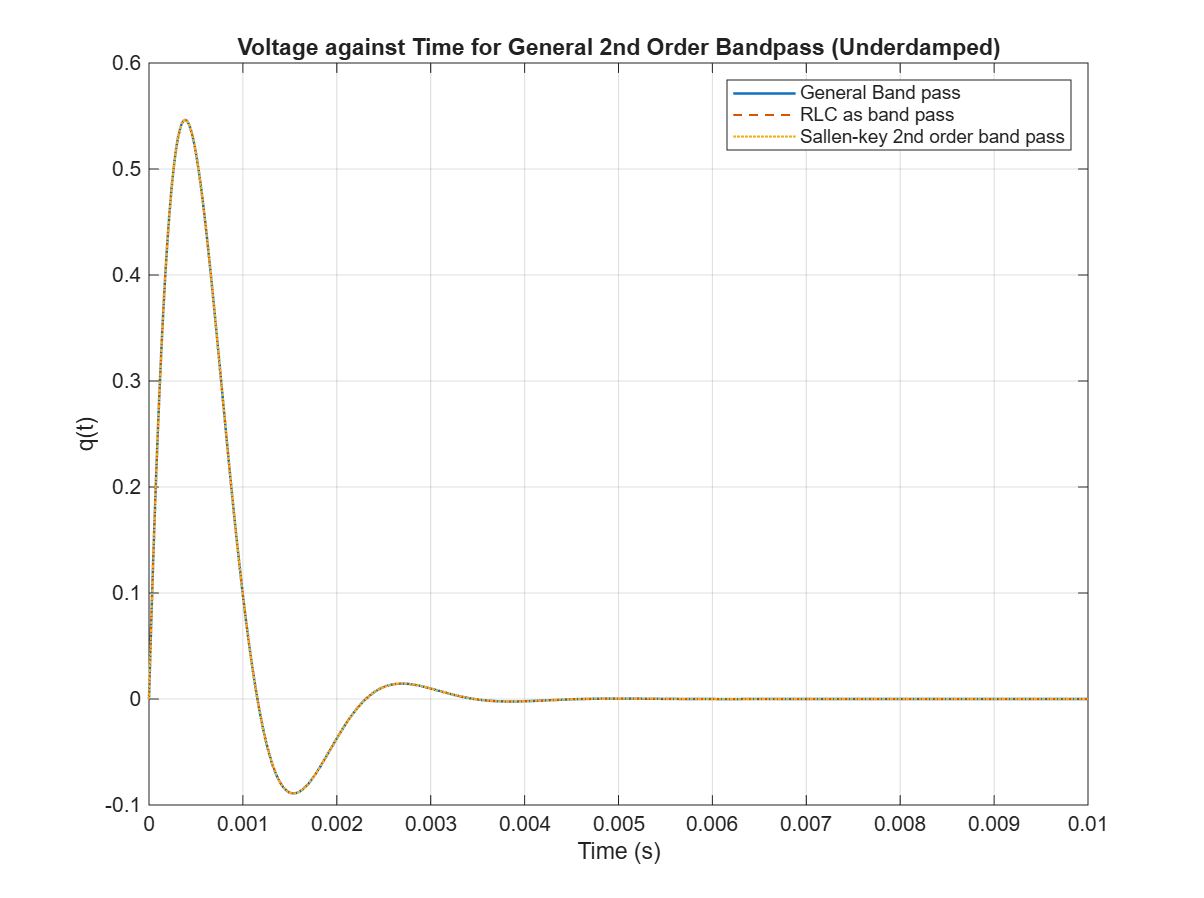 Voltage against Time for General 2nd Order Bandpass (Underdamped)
General Band pass
RLC as band pass
Sallen-key 2nd order band pass
0.6
0.5
0.4
0.3
0.2
0.1
0
-0.1
q(t)
0 0.001 0.002 0.003 0.004 0.005 0.006 0.007 0.008 0.009 0.01
Time (s)